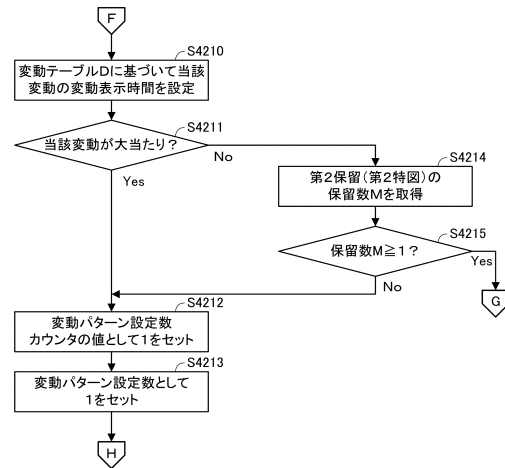 F
S4210
変動テーブルDに基づいて当該
変動の変動表示時間を設定
S4211
当該変動が大当たり？
No
Yes
S4214
第2保留（第2特図）の
保留数Mを取得
S4215
保留数M≧1？
Yes
No
G
S4212
変動パターン設定数
カウンタの値として1をセット
S4213
変動パターン設定数として
1をセット
H